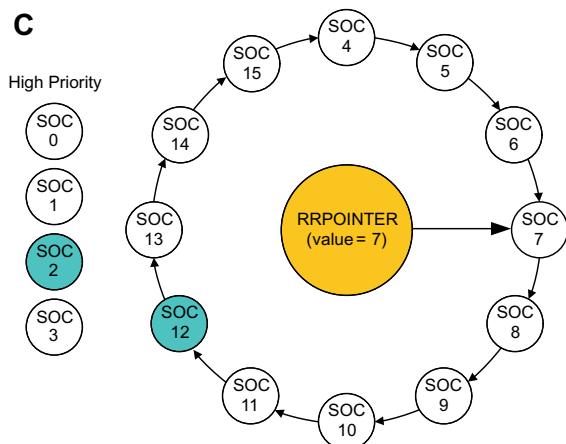 C
High Priority
SOC
0
SOC
1
SOC
2
SOC
3
SOC
4
SOC
5
SOC
6
SOC
7
SOC
8
SOC
9
SOC
10
SOC
11
SOC
12
SOC
13
SOC
14
SOC
15
RRPOINTER
(value = 7)